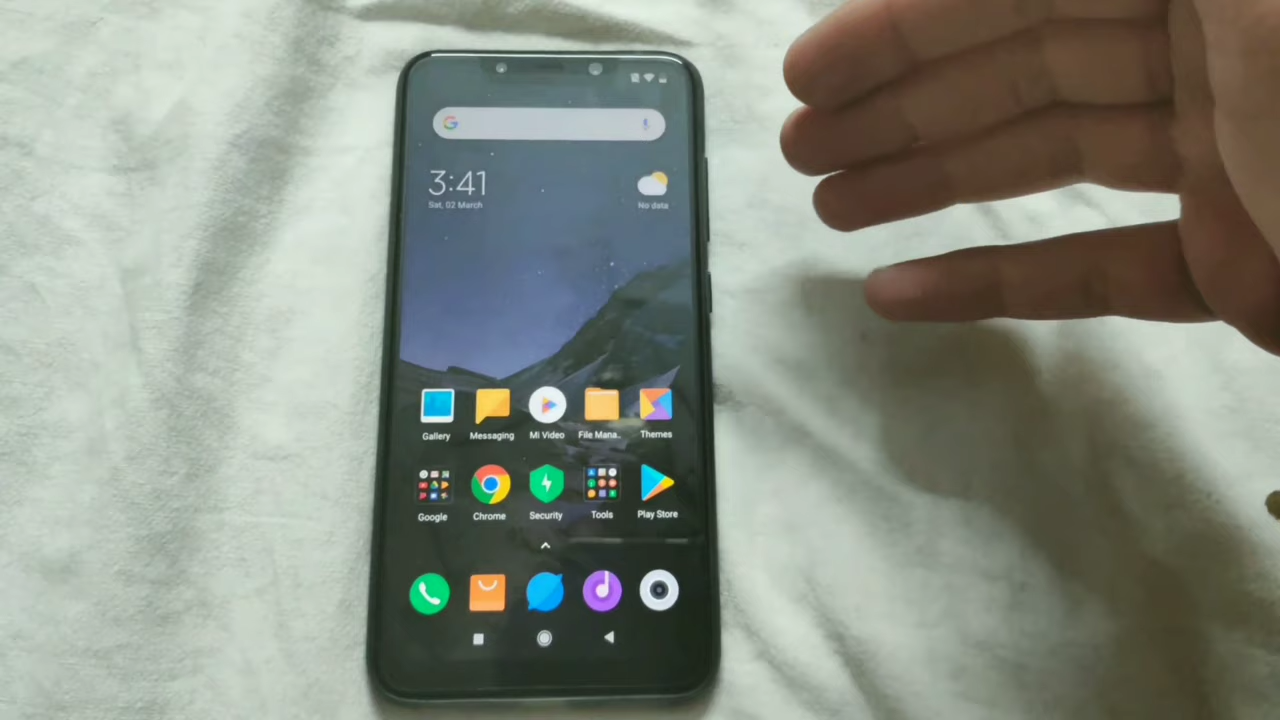 3:41
Sat, 02 March
No data
Gallery Messaging Mi Video File Mana.. Themes
Google Chrome Security Tools Play Store